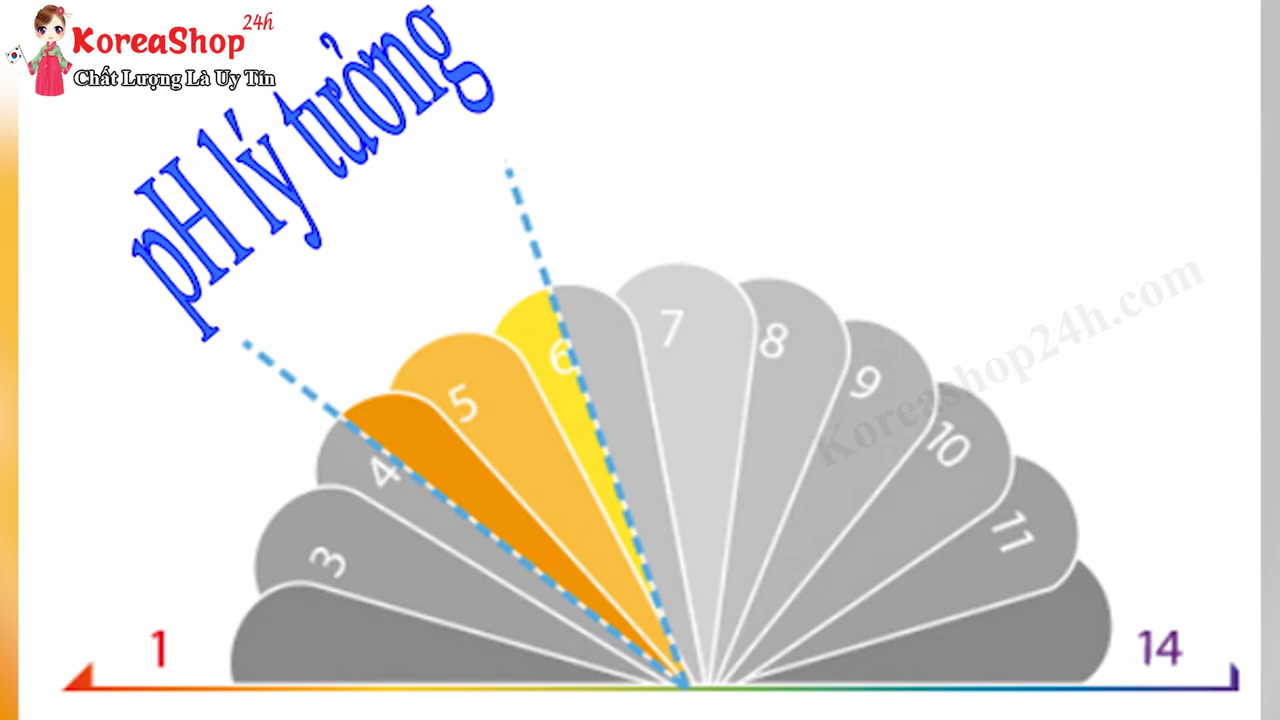 KoreaShop 24h
Chất Lượng Là Uy Tín
pH lý tưởng
1
3
4
5
6
7
8
9
10
11
14
Koreashop24h.com